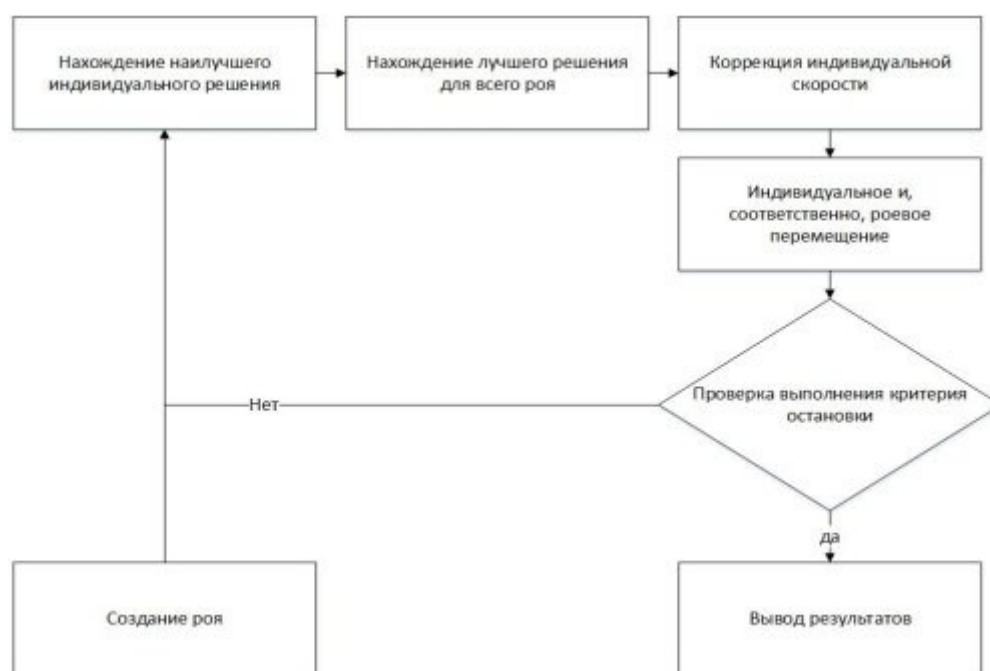 Нахождение наилучшего
индивидуального решения
Нахождение лучшего решения
для всего роя
Коррекция индивидуальной
скорости
Индивидуальное и,
соответственно, роевое
перемещение
Проверка выполнения критерия
остановки
Нет
да
Создание роя
Вывод результатов